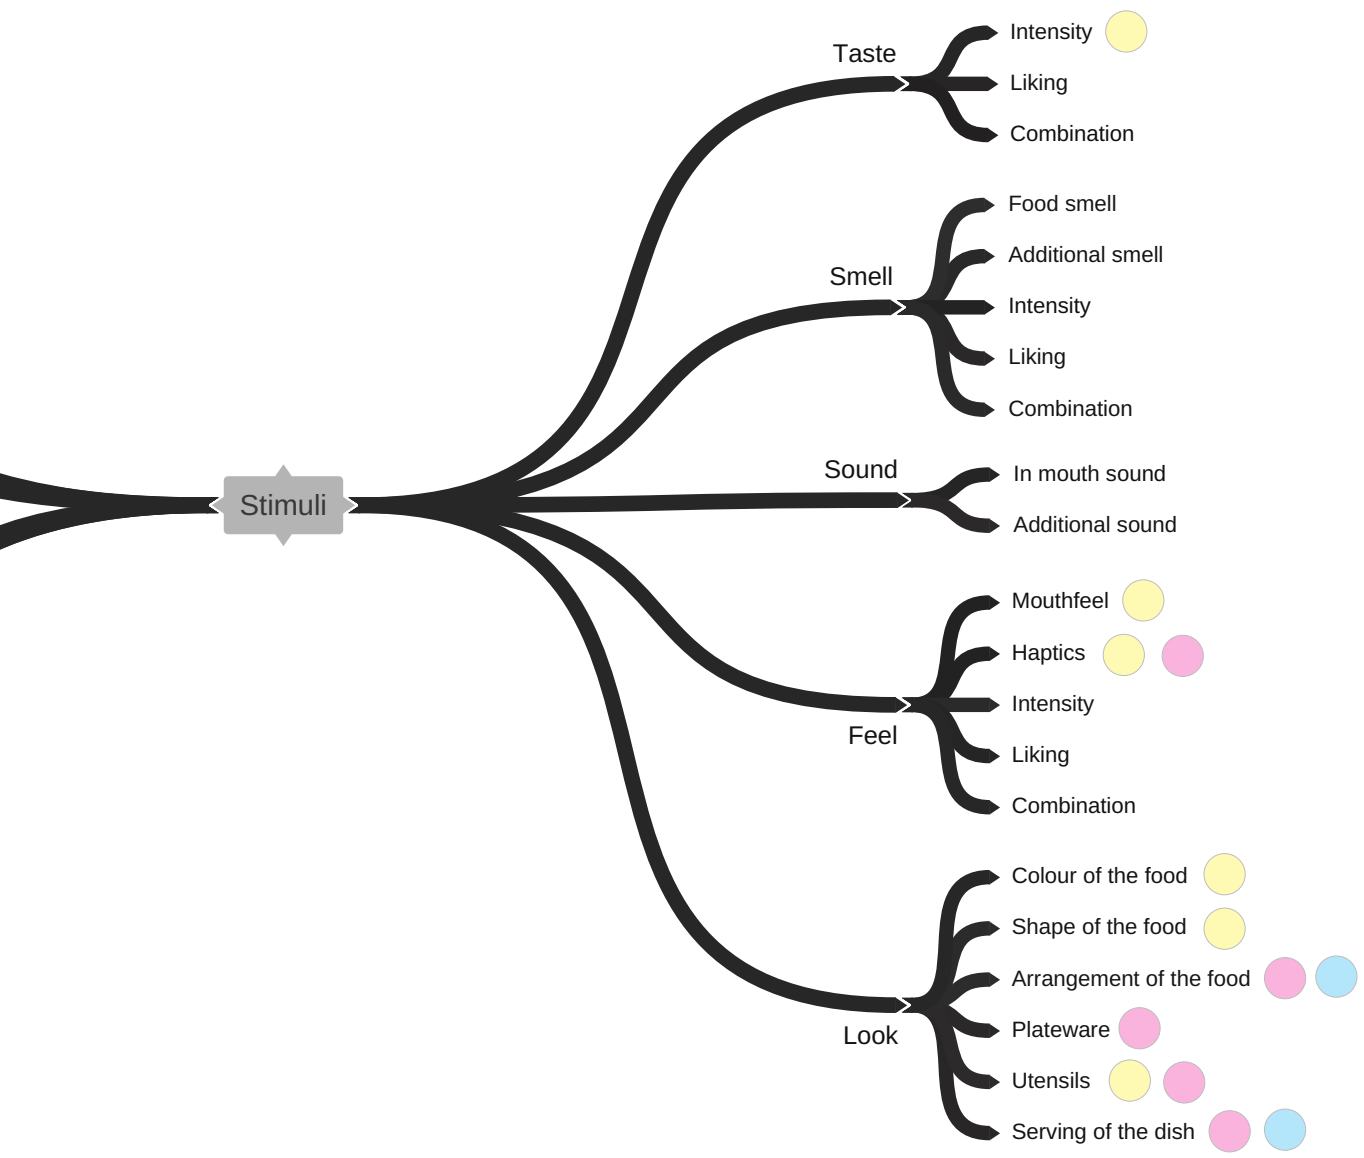 Stimuli
Taste
Intensity
Liking
Combination
Smell
Food smell
Additional smell
Intensity
Liking
Combination
Sound
In mouth sound
Additional sound
Feel
Mouthfeel
Haptics
Intensity
Liking
Combination
Look
Colour of the food
Shape of the food
Arrangement of the food
Plateware
Utensils
Serving of the dish